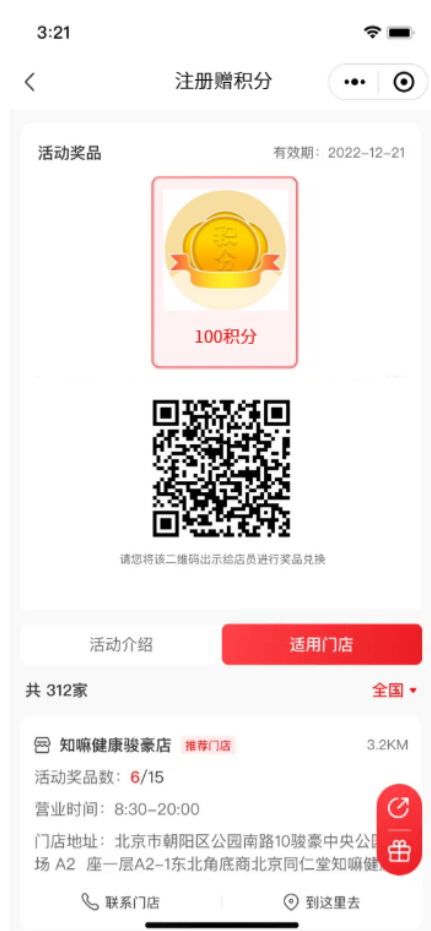 3:21
注册赠积分
活动奖品
有效期：2022-12-21
积
分
100积分
请您将该二维码出示给店员进行奖品兑换
活动介绍
适用门店
共 312家
全国
知嘛健康骏豪店 推荐门店 3.2KM
活动奖品数：6/15
营业时间：8:30-20:00
门店地址：北京市朝阳区公园南路10骏豪中央公
场 A2 座一层A2-1东北角底商北京同仁堂知嘛健
联系门店
到这里去